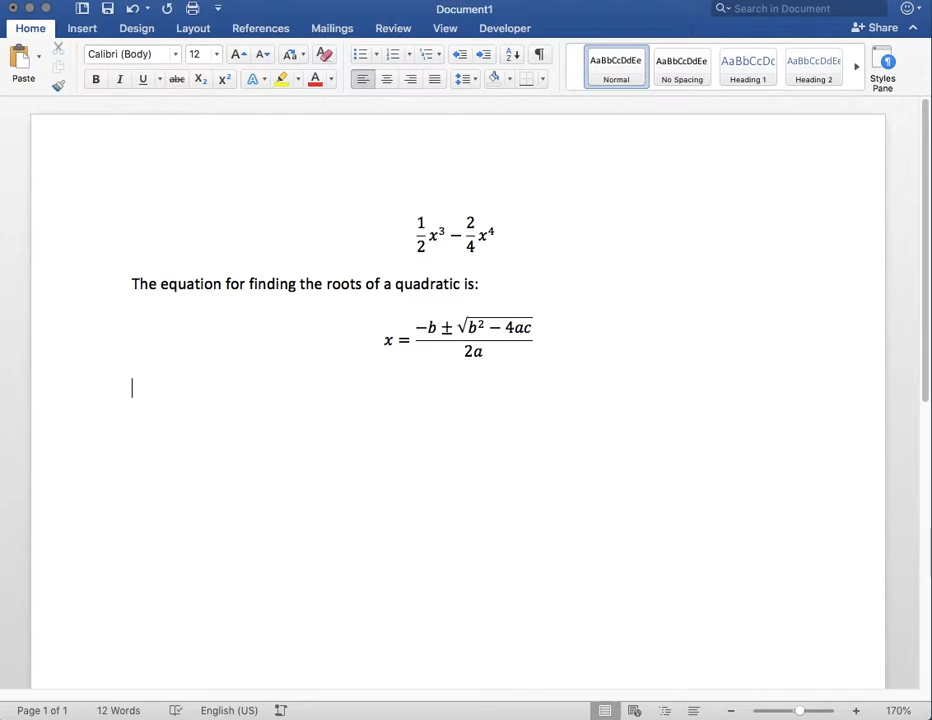 Document1
Search in Document
Home Insert Design Layout References Mailings Review View Developer Share
Paste Calibri (Body) 12 AaBbCcDdEe AaBbCcDdEe AaBbCcDc AaBbCcDdEe
B I U abc X₂ X² A A Normal No Spacing Heading 1 Heading 2 Styles Pane
1/2 x³ − 2/4 x⁴
The equation for finding the roots of a quadratic is:
x = (−b ± √(b² − 4ac)) / 2a
Page 1 of 1 12 Words English (US) 170%